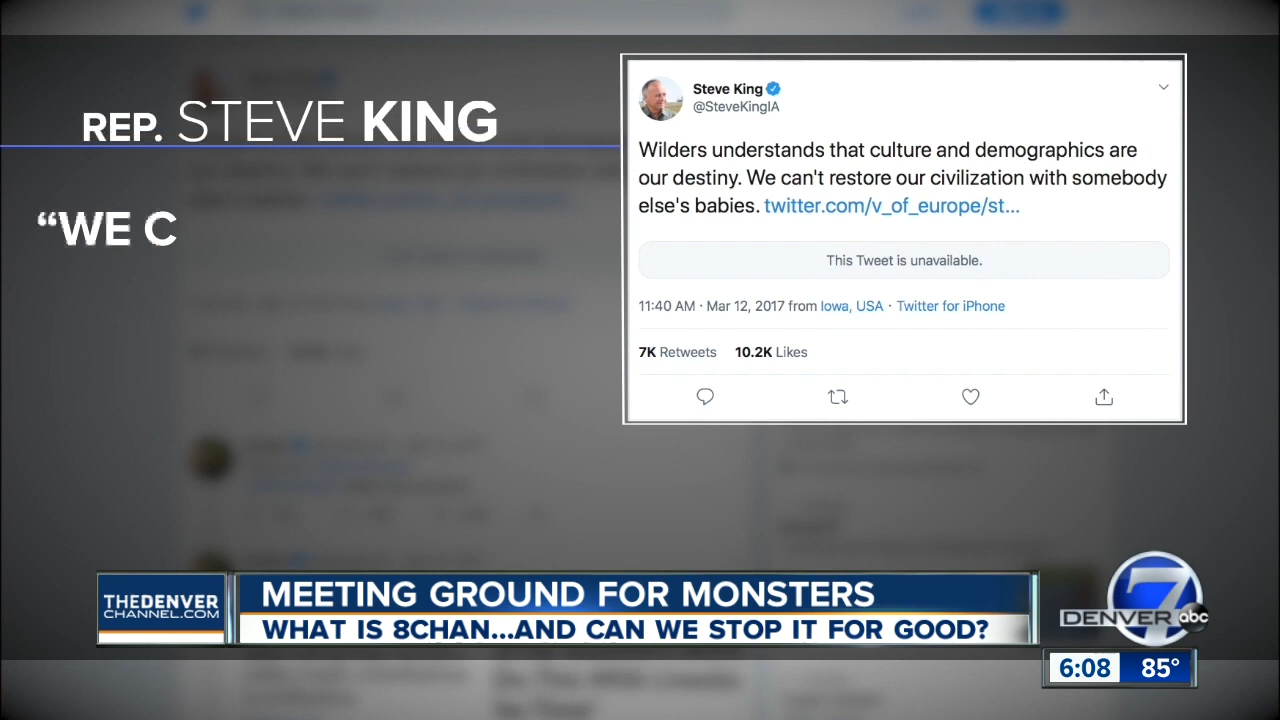 REP. STEVE KING
“WE C
Steve King
@SteveKingIA
Wilders understands that culture and demographics are
our destiny. We can't restore our civilization with somebody
else's babies. twitter.com/v_of_europe/st...
This Tweet is unavailable.
11:40 AM · Mar 12, 2017 from Iowa, USA · Twitter for iPhone
7K Retweets 10.2K Likes
THEDENVER
CHANNEL.COM
MEETING GROUND FOR MONSTERS
WHAT IS 8CHAN...AND CAN WE STOP IT FOR GOOD?
7
DENVER abc
6:08 85°